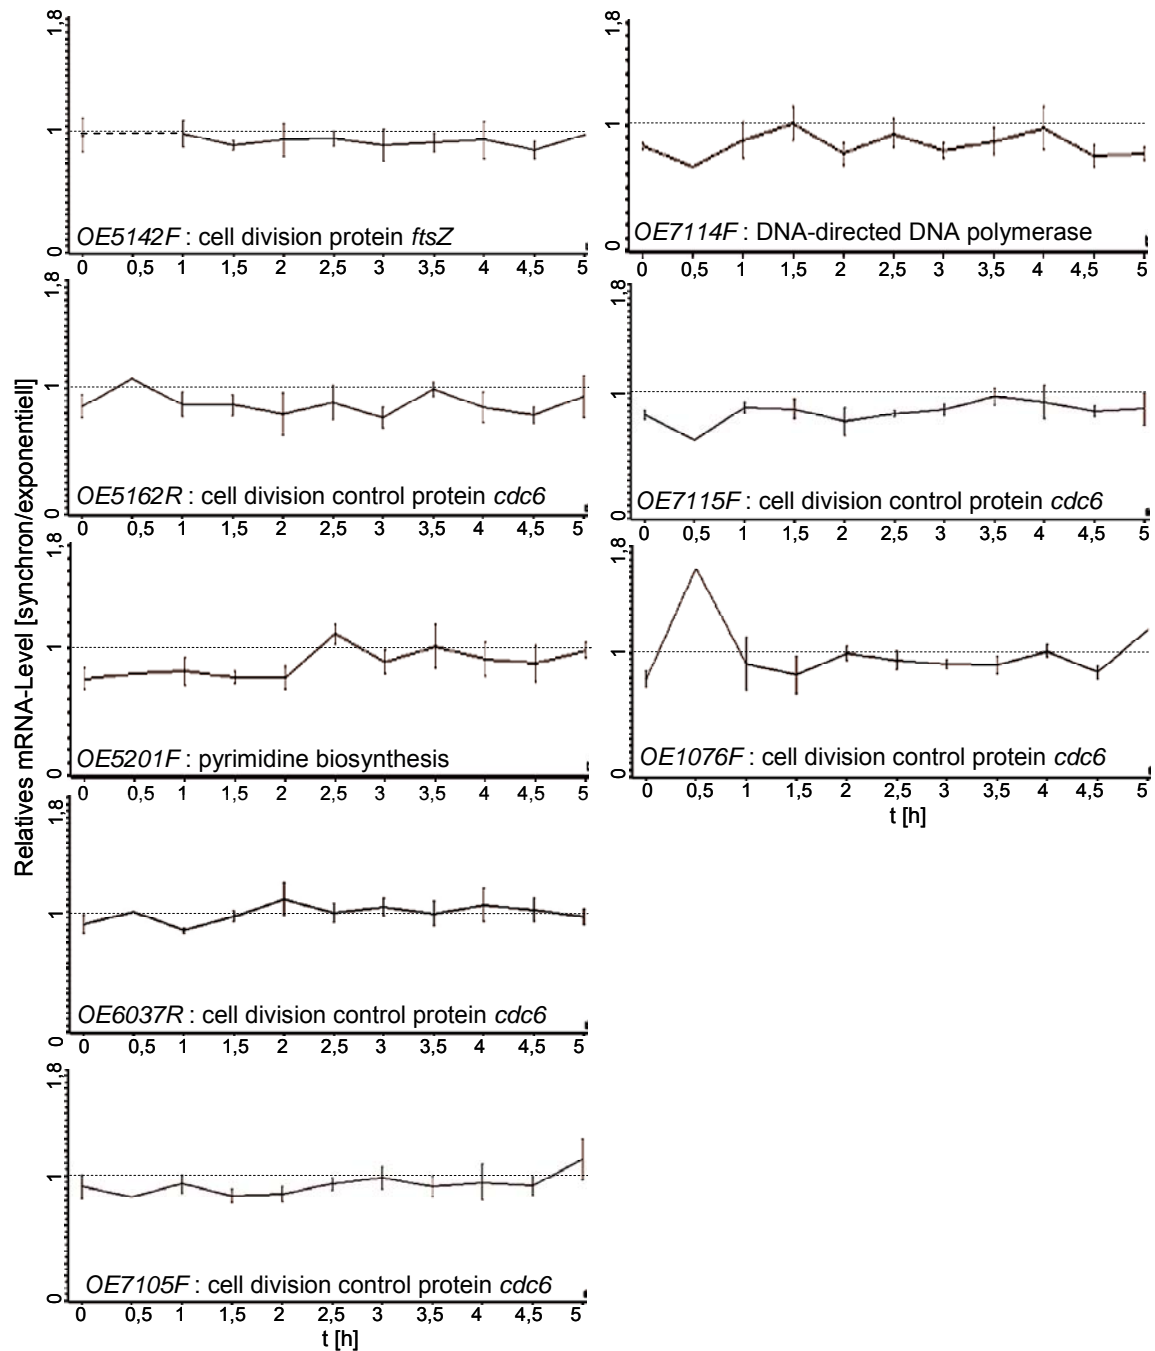 Relatives mRNA-Level [synchron/exponentiell]
1,8
1
0
OE5142F : cell division protein ftsZ
0 0,5 1 1,5 2 2,5 3 3,5 4 4,5 5
1,8
1
0
OE5162R : cell division control protein cdc6
0 0,5 1 1,5 2 2,5 3 3,5 4 4,5 5
1,8
1
0
OE5201F : pyrimidine biosynthesis
0 0,5 1 1,5 2 2,5 3 3,5 4 4,5 5
1,8
1
0
OE6037R : cell division control protein cdc6
0 0,5 1 1,5 2 2,5 3 3,5 4 4,5 5
1,8
1
0
OE7105F : cell division control protein cdc6
0 0,5 1 1,5 2 2,5 3 3,5 4 4,5 5
t [h]
1,8
1
0
OE7114F : DNA-directed DNA polymerase
0 0,5 1 1,5 2 2,5 3 3,5 4 4,5 5
1,8
1
0
OE7115F : cell division control protein cdc6
0 0,5 1 1,5 2 2,5 3 3,5 4 4,5 5
1,8
1
0
OE1076F : cell division control protein cdc6
0 0,5 1 1,5 2 2,5 3 3,5 4 4,5 5
t [h]